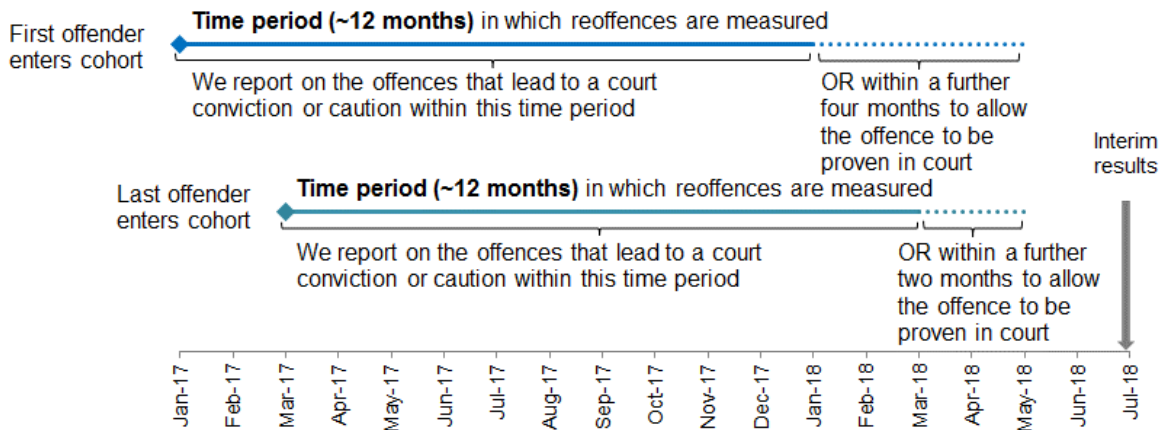 Time period (~12 months) in which reoffences are measured
First offender
enters cohort
We report on the offences that lead to a court
conviction or caution within this time period
OR within a further
four months to allow
the offence to be
proven in court
Interim
results
Time period (~12 months) in which reoffences are measured
Last offender
enters cohort
We report on the offences that lead to a court
conviction or caution within this time period
OR within a further
two months to allow
the offence to be
proven in court
Jan-17
Feb-17
Mar-17
Apr-17
May-17
Jun-17
Jul-17
Aug-17
Sep-17
Oct-17
Nov-17
Dec-17
Jan-18
Feb-18
Mar-18
Apr-18
May-18
Jun-18
Jul-18